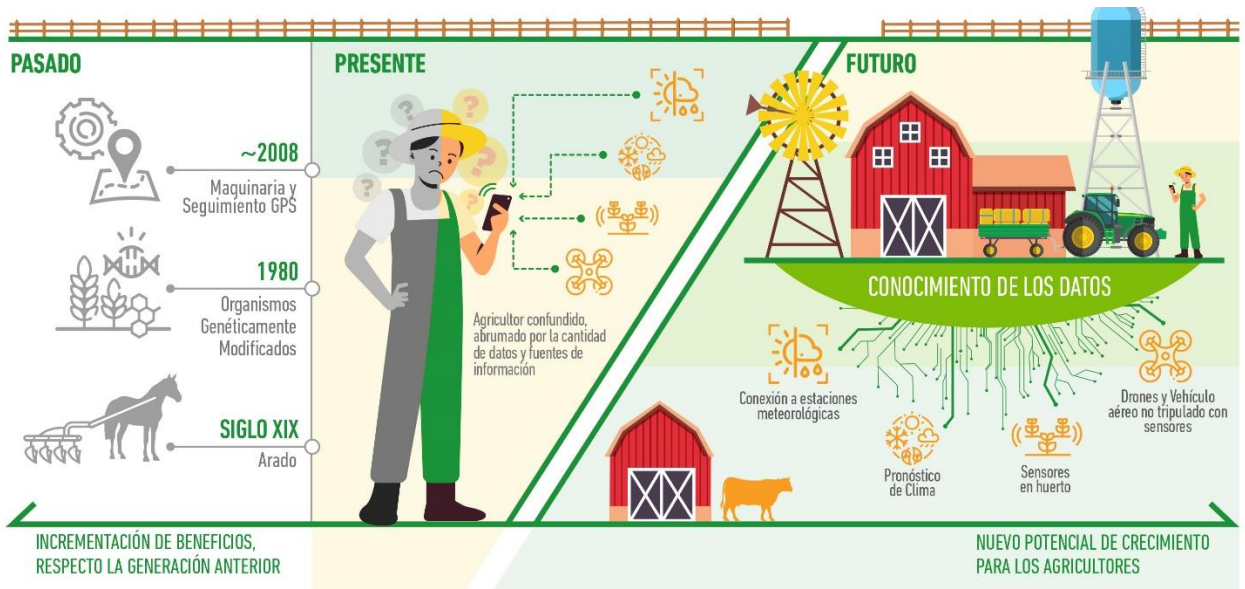 PASADO
~2008
Maquinaria y
Seguimiento GPS
1980
Organismos
Genéticamente
Modificados
SIGLO XIX
Arado
PRESENTE
? ? ? ? ? ?
Agricultor confundido,
abrumado por la cantidad
de datos y fuentes de
información
FUTURO
CONOCIMIENTO DE LOS DATOS
Conexión a estaciones
meteorológicas
Pronóstico
de Clima
Sensores
en huerto
Drones y Vehículo
aéreo no tripulado con
sensores
INCREMENTACIÓN DE BENEFICIOS,
RESPECTO LA GENERACIÓN ANTERIOR
NUEVO POTENCIAL DE CRECIMIENTO
PARA LOS AGRICULTORES